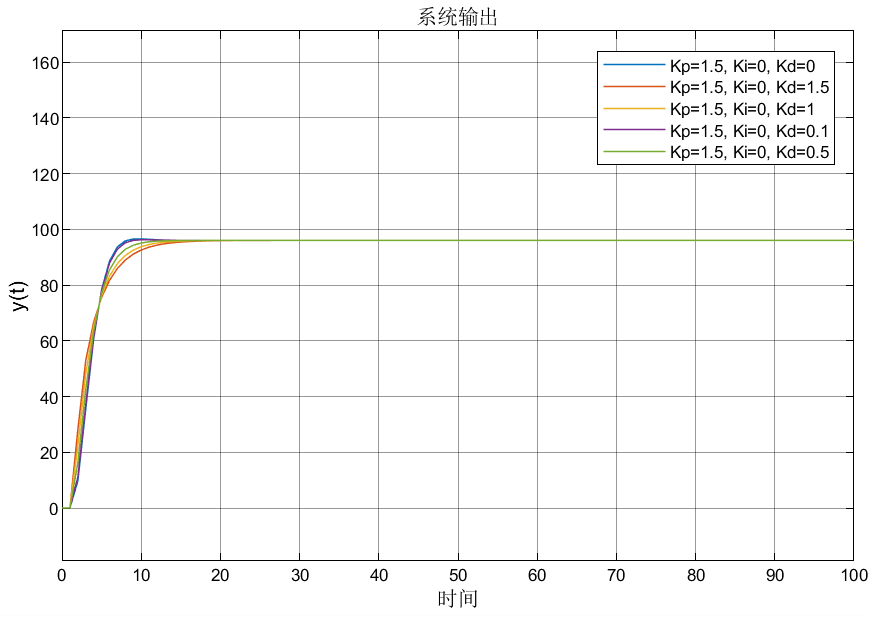 系统输出
Kp=1.5, Ki=0, Kd=0
Kp=1.5, Ki=0, Kd=1.5
Kp=1.5, Ki=0, Kd=1
Kp=1.5, Ki=0, Kd=0.1
Kp=1.5, Ki=0, Kd=0.5
y(t)
160
140
120
100
80
60
40
20
0
0 10 20 30 40 50 60 70 80 90 100
时间